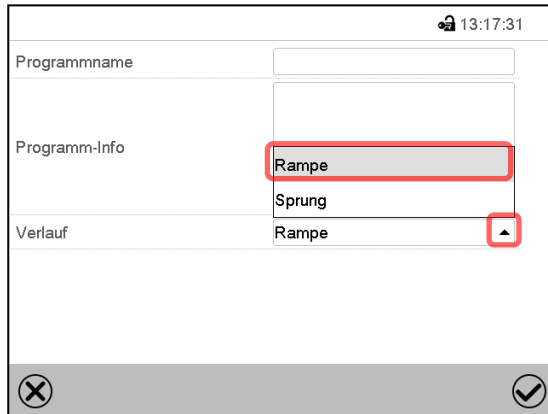 13:17:31
Programmname
Programm-Info
Rampe
Sprung
Verlauf
Rampe